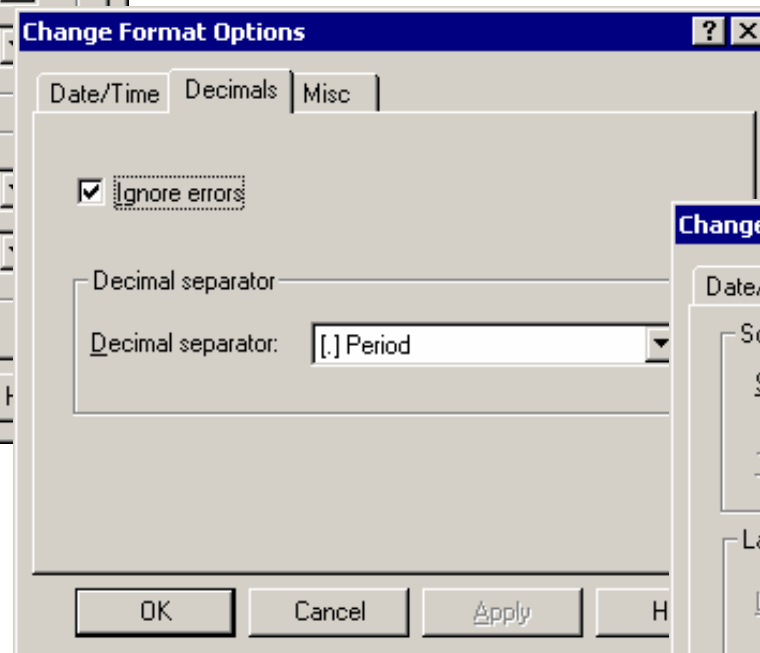 Change Format Options
Date/Time Decimals Misc
Ignore errors
Decimal separator
Decimal separator: [.] Period
OK Cancel Apply
Change
Date/